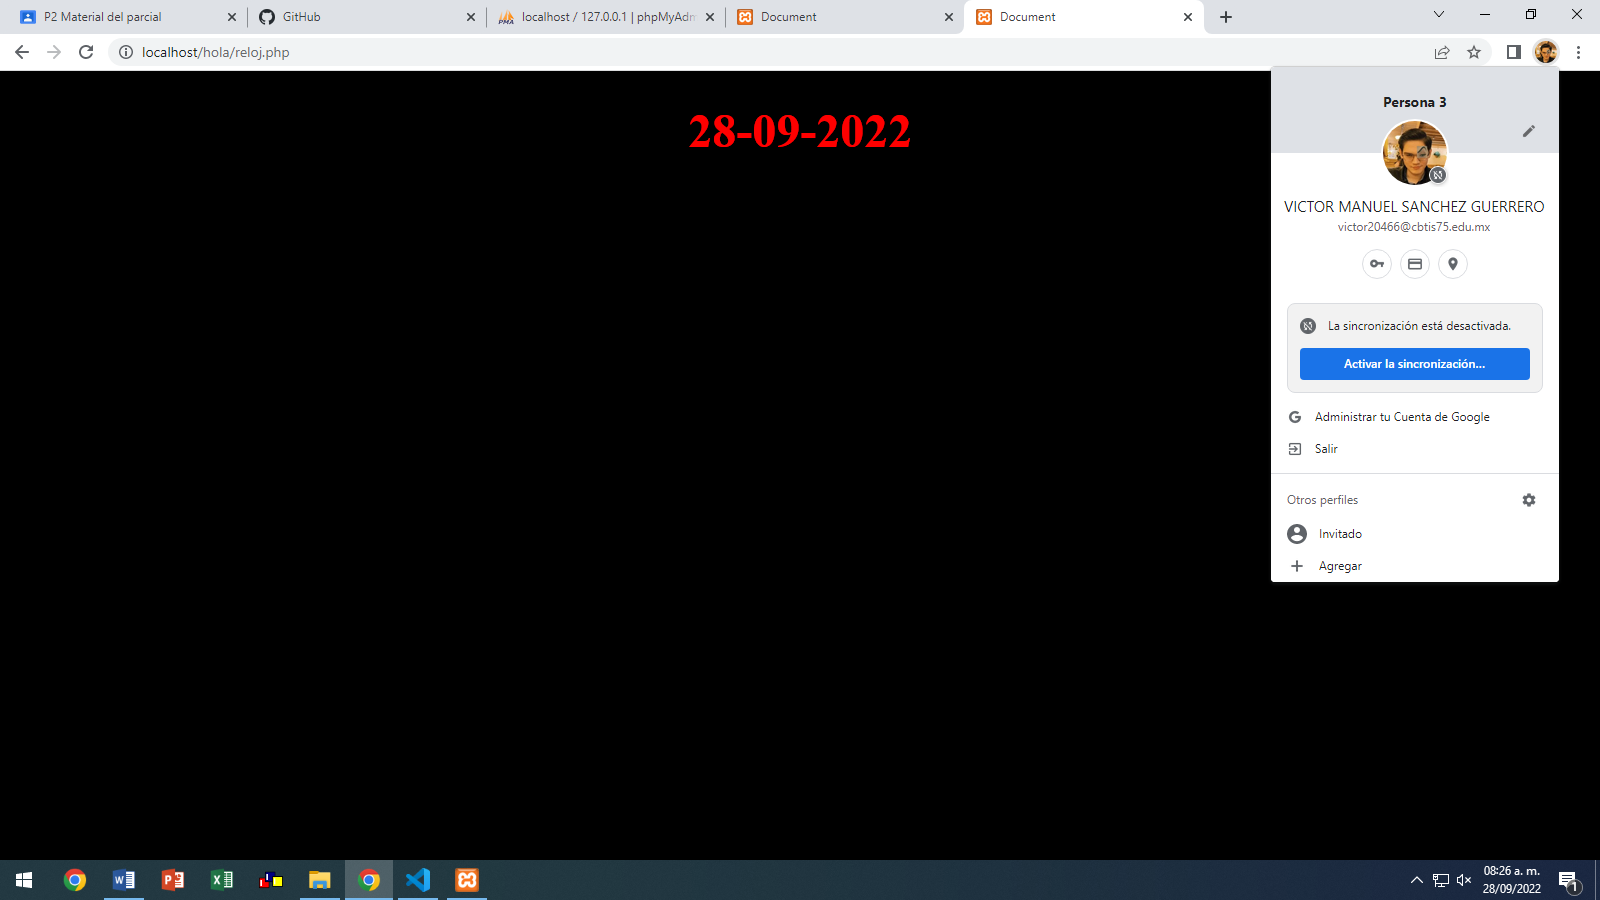 P2 Material del parcial
GitHub
localhost / 127.0.0.1 | phpMyAdm
Document
Document
localhost/hola/reloj.php
28-09-2022
Persona 3
VICTOR MANUEL SANCHEZ GUERRERO
victor20466@cbtis75.edu.mx
La sincronización está desactivada.
Activar la sincronización...
Administrar tu Cuenta de Google
Salir
Otros perfiles
Invitado
Agregar
08:26 a. m.
28/09/2022
1